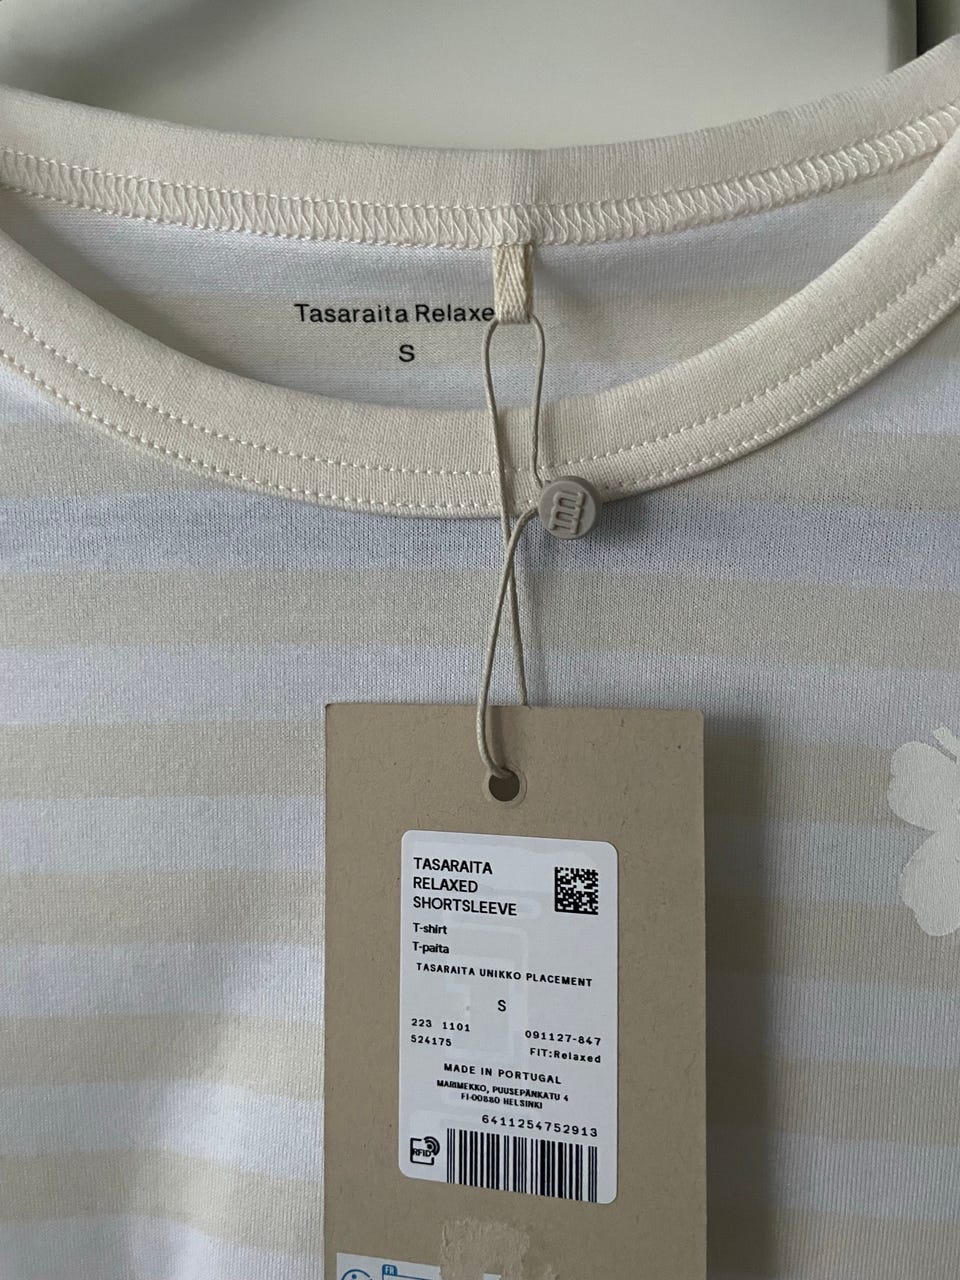 Tasaraita Relaxe
S
m
TASARAITA
RELAXED
SHORTSLEEVE
T-shirt
T-paita
TASARAITA UNIKKO PLACEMENT
S
223 1101
091127-847
524175
FIT:Relaxed
MADE IN PORTUGAL
MARIMEKKO, PUUSEPÄNKATU 4
FI-00880 HELSINKI
6411254752913
RFID
FR